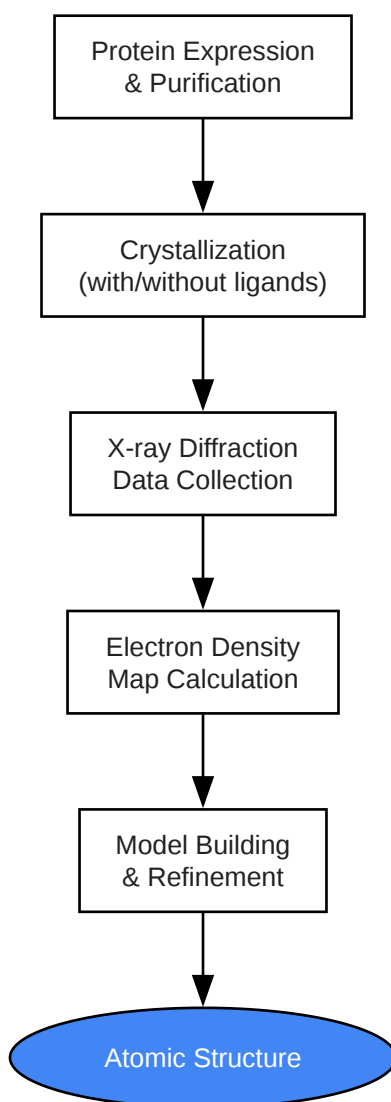 Protein Expression
& Purification
Crystallization
(with/without ligands)
X-ray Diffraction
Data Collection
Electron Density
Map Calculation
Model Building
& Refinement
Atomic Structure